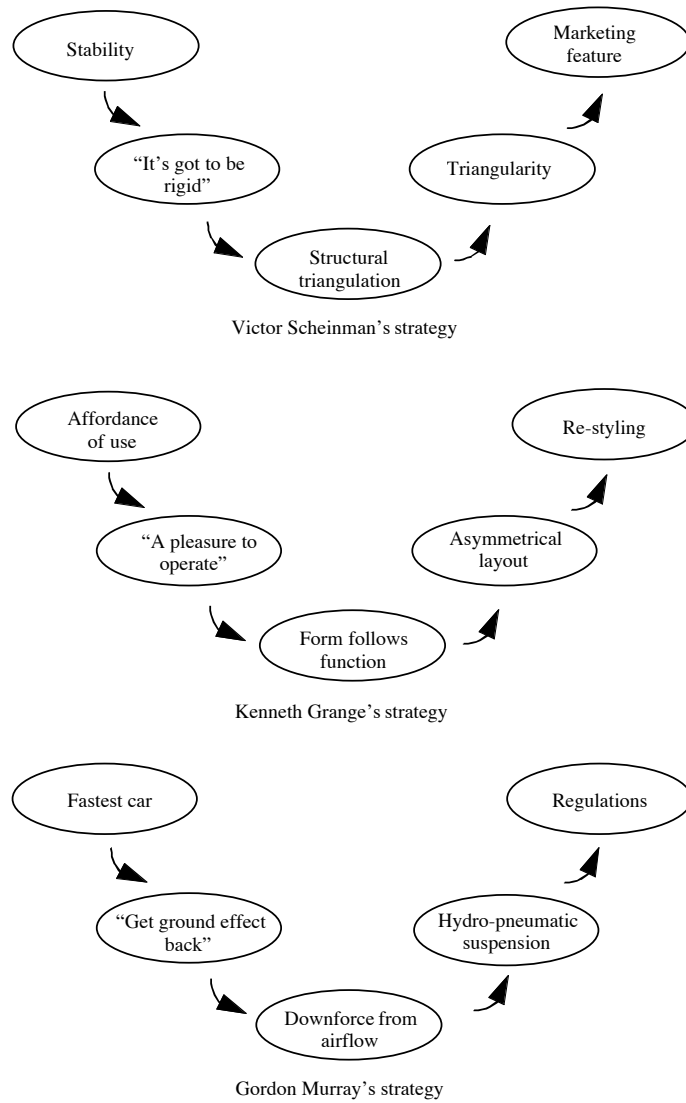 Stability
“It’s got to be
rigid”
Structural
triangulation
Triangularity
Marketing
feature
Victor Scheinman’s strategy
Affordance
of use
“A pleasure to
operate”
Form follows
function
Asymmetrical
layout
Re-styling
Kenneth Grange’s strategy
Fastest car
“Get ground effect
back”
Downforce from
airflow
Hydro-pneumatic
suspension
Regulations
Gordon Murray’s strategy